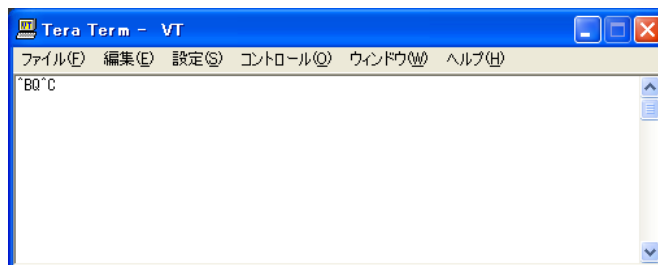 Tera Term - VT
ファイル(F) 編集(E) 設定(S) コントロール(O) ウィンドウ(W) ヘルプ(H)
^BQ^C